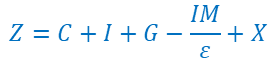 Z = C + I + G − IM/ε + X